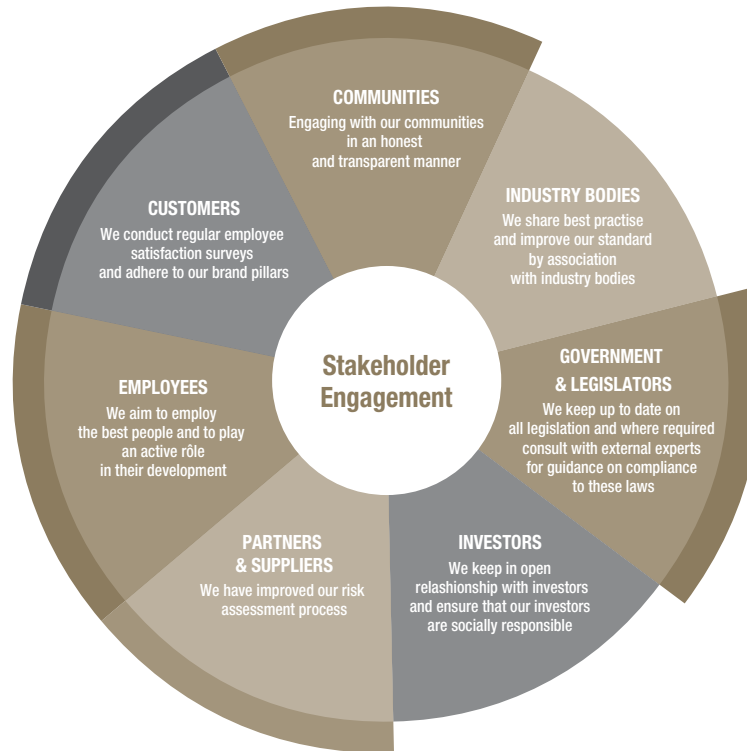 COMMUNITIES
Engaging with our communities
in an honest
and transparent manner
INDUSTRY BODIES
We share best practise
and improve our standard
by association
with industry bodies
GOVERNMENT
& LEGISLATORS
We keep up to date on
all legislation and where required
consult with external experts
for guidance on compliance
to these laws
INVESTORS
We keep in open
relashionship with investors
and ensure that our investors
are socially responsible
PARTNERS
& SUPPLIERS
We have improved our risk
assessment process
EMPLOYEES
We aim to employ
the best people and to play
an active rôle
in their development
CUSTOMERS
We conduct regular employee
satisfaction surveys
and adhere to our brand pillars
Stakeholder
Engagement